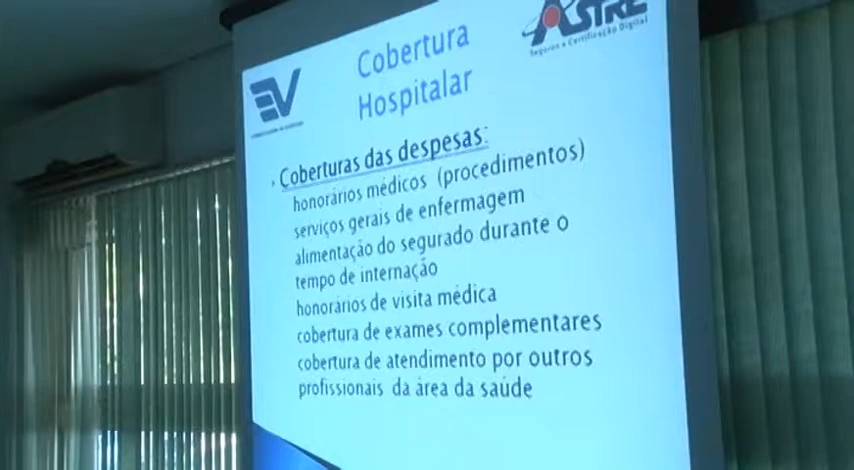 ASTRE
Seguros e Certificação Digital
Cobertura
Hospitalar
EV
Coberturas das despesas:
honorários médicos (procedimentos)
serviços gerais de enfermagem
alimentação do segurado durante o
tempo de internação
honorários de visita médica
cobertura de exames complementares
cobertura de atendimento por outros
profissionais da área da saúde